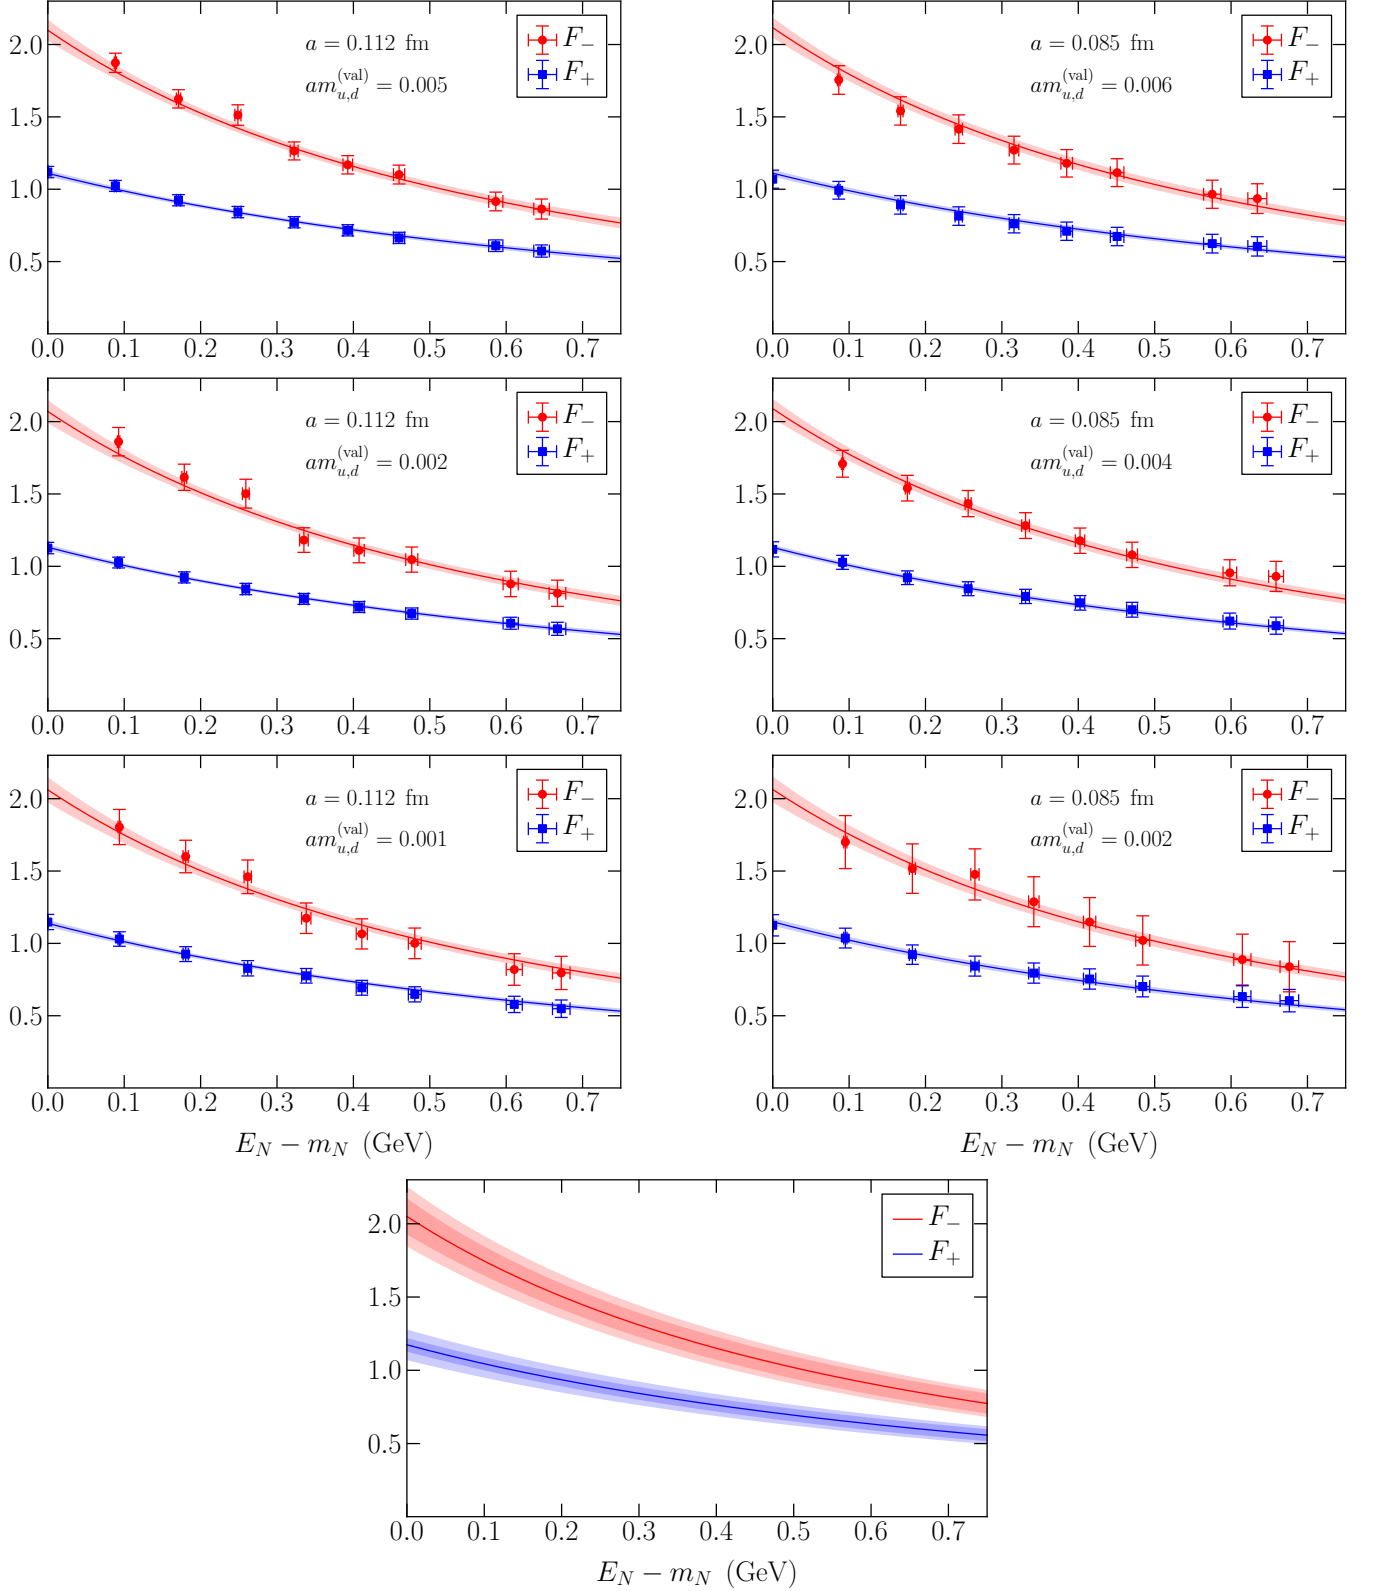 a = 0.112 fm
am_{u,d}^{(val)} = 0.005
F_−
F_+
2.0
1.5
1.0
0.5
0.0 0.1 0.2 0.3 0.4 0.5 0.6 0.7
a = 0.085 fm
am_{u,d}^{(val)} = 0.006
F_−
F_+
2.0
1.5
1.0
0.5
0.0 0.1 0.2 0.3 0.4 0.5 0.6 0.7
a = 0.112 fm
am_{u,d}^{(val)} = 0.002
F_−
F_+
2.0
1.5
1.0
0.5
0.0 0.1 0.2 0.3 0.4 0.5 0.6 0.7
a = 0.085 fm
am_{u,d}^{(val)} = 0.004
F_−
F_+
2.0
1.5
1.0
0.5
0.0 0.1 0.2 0.3 0.4 0.5 0.6 0.7
a = 0.112 fm
am_{u,d}^{(val)} = 0.001
F_−
F_+
2.0
1.5
1.0
0.5
0.0 0.1 0.2 0.3 0.4 0.5 0.6 0.7
E_N − m_N (GeV)
a = 0.085 fm
am_{u,d}^{(val)} = 0.002
F_−
F_+
2.0
1.5
1.0
0.5
0.0 0.1 0.2 0.3 0.4 0.5 0.6 0.7
E_N − m_N (GeV)
F_−
F_+
2.0
1.5
1.0
0.5
0.0 0.1 0.2 0.3 0.4 0.5 0.6 0.7
E_N − m_N (GeV)